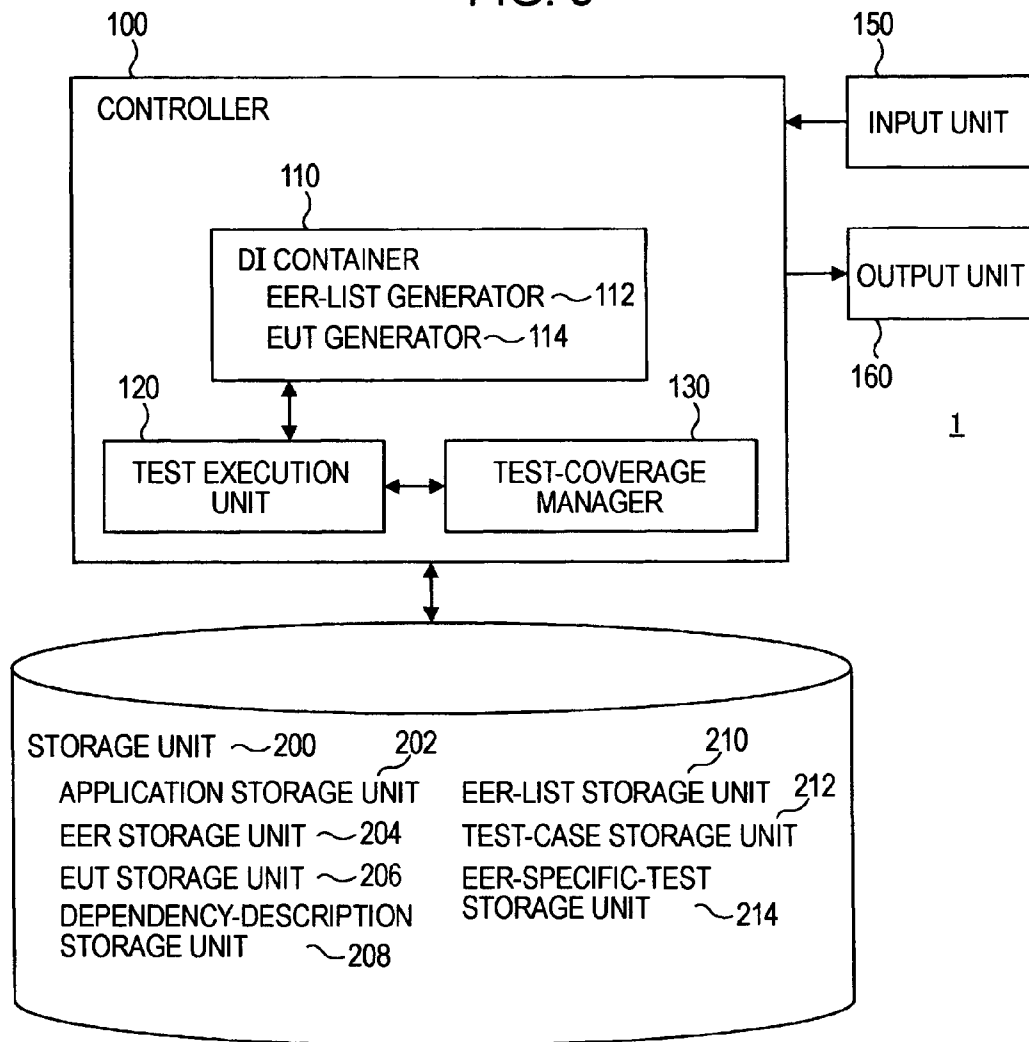 100
150
CONTROLLER
INPUT UNIT
110
DI CONTAINER
EER-LIST GENERATOR 112
EUT GENERATOR 114
OUTPUT UNIT
160
1
120
130
TEST EXECUTION
UNIT
TEST-COVERAGE
MANAGER
STORAGE UNIT 200
202
APPLICATION STORAGE UNIT
EER STORAGE UNIT 204
EUT STORAGE UNIT 206
DEPENDENCY-DESCRIPTION
STORAGE UNIT 208
210
EER-LIST STORAGE UNIT
212
TEST-CASE STORAGE UNIT
EER-SPECIFIC-TEST
STORAGE UNIT 214